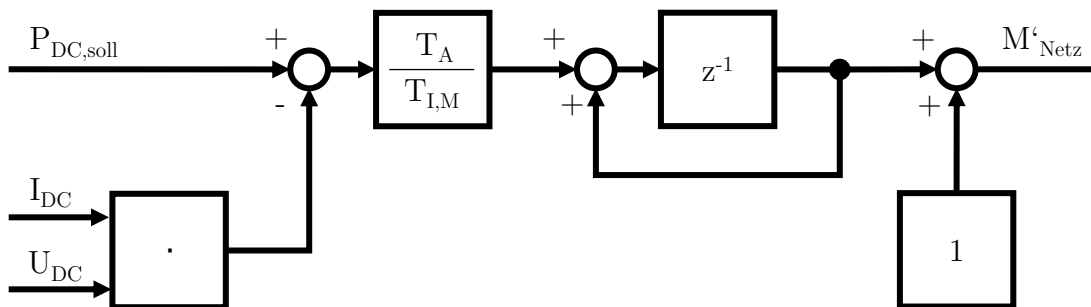 P_DC,soll
+
-
T_A
T_I,M
+
+
z^-1
+
+
M‘_Netz
I_DC
U_DC
·
1